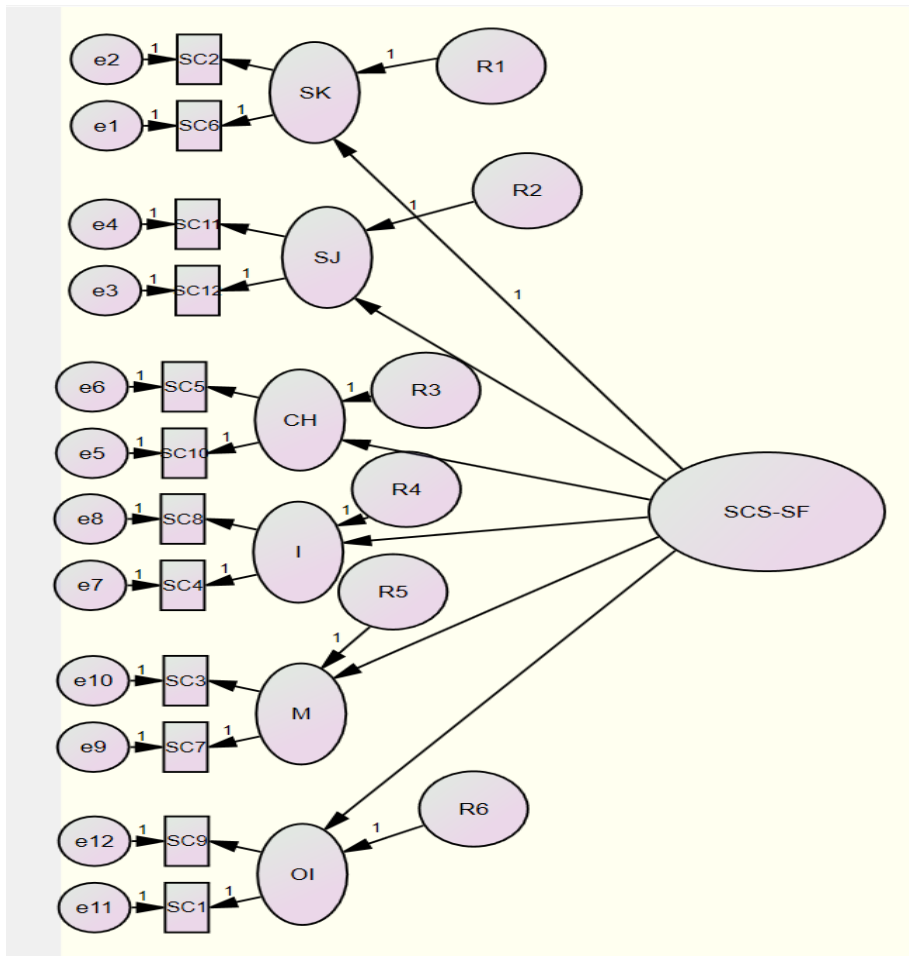 e2 1 SC2
SK
1 R1
e1 1 SC6 1
R2
e4 1 SC11
1
SJ
e3 1 SC12 1
1
e6 1 SC5
CH
1 R3
e5 1 SC10 1
R4
e8 1 SC8
1
I
SCS-SF
e7 1 SC4 1
R5
1
e10 1 SC3
M
e9 1 SC7 1
R6
1
e12 1 SC9
OI
e11 1 SC1 1